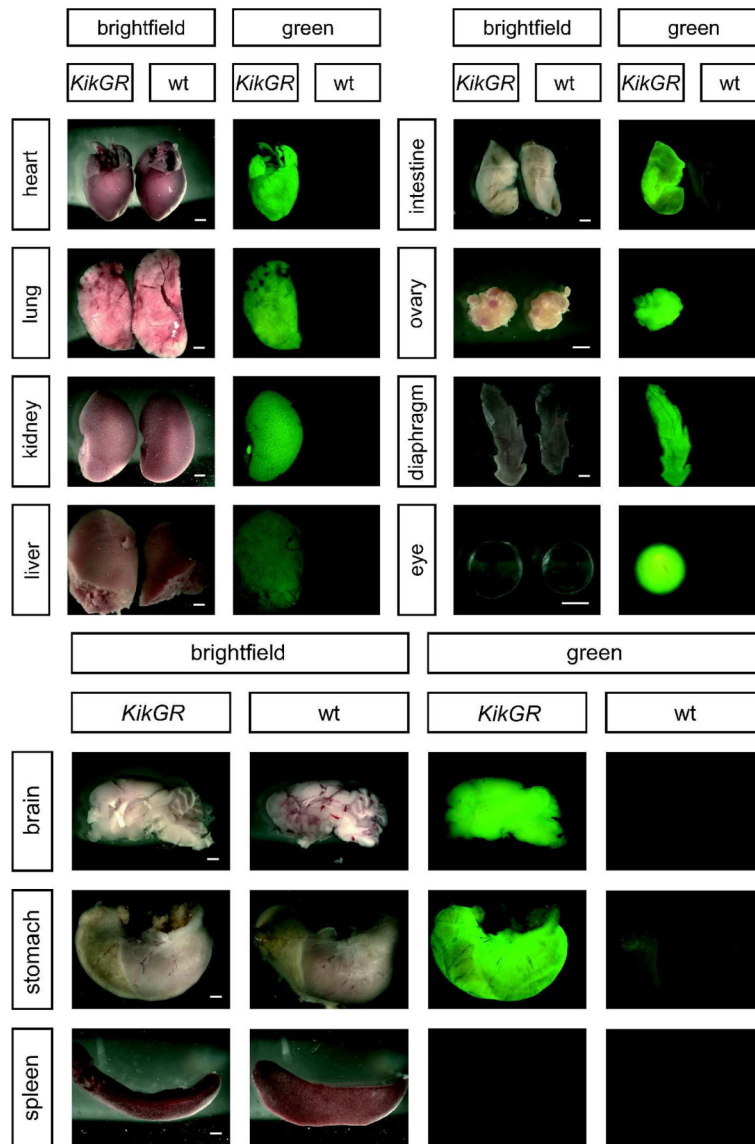 brightfield green brightfield green
KikGR wt KikGR wt KikGR wt KikGR wt
heart intestine
lung ovary
kidney diaphragm
liver eye
brightfield green
KikGR wt KikGR wt
brain
stomach
spleen